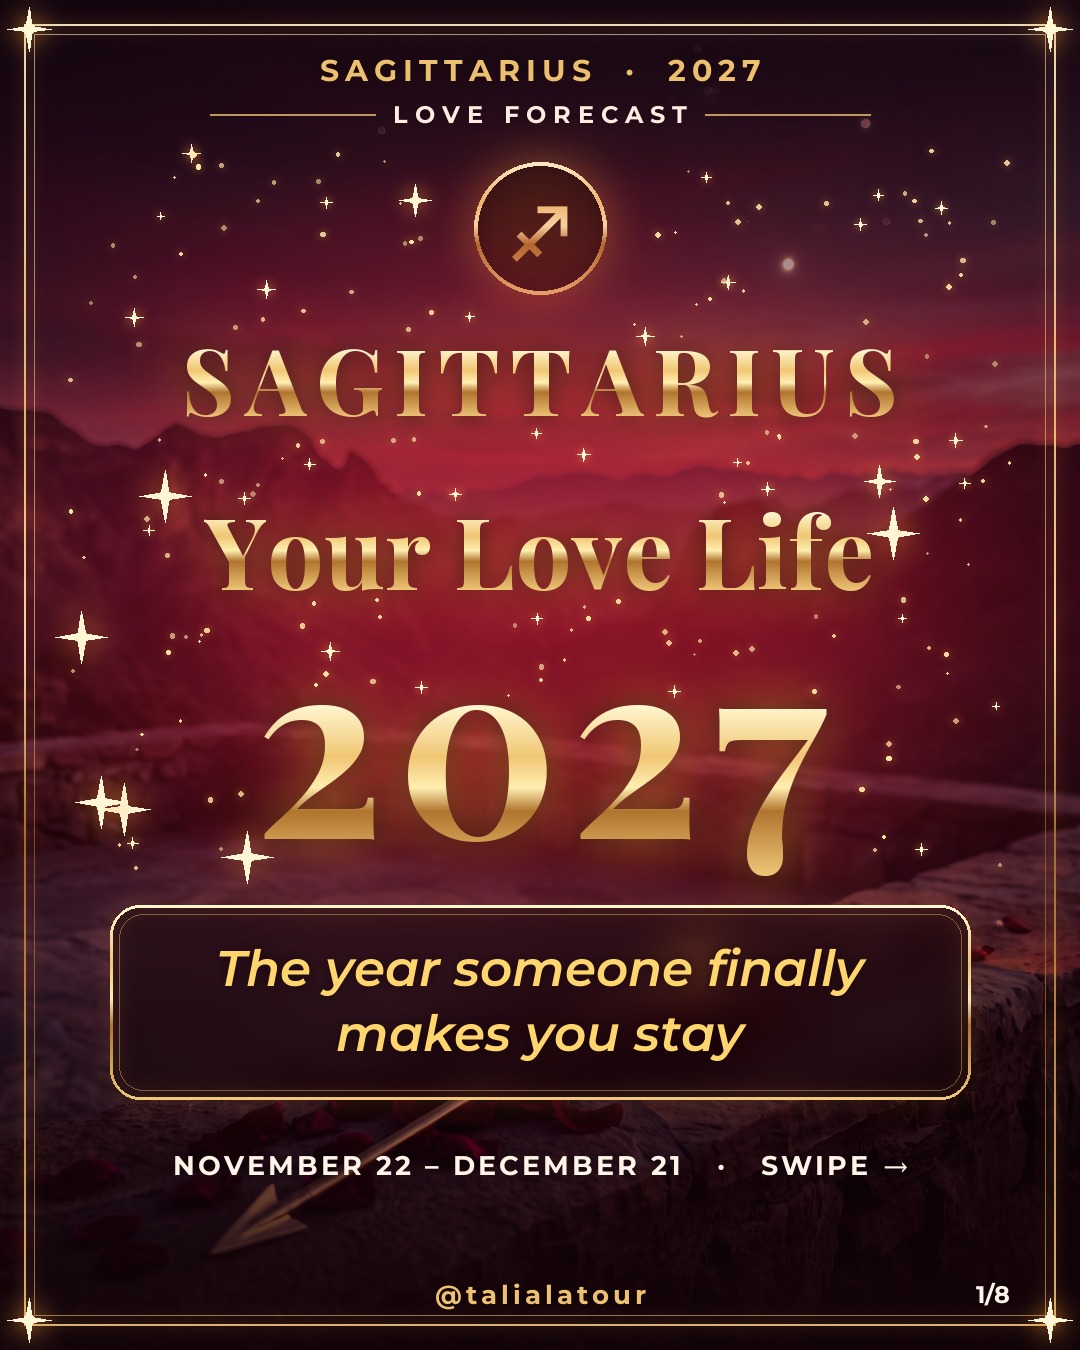 SAGITTARIUS • 2027
LOVE FORECAST
♐
SAGITTARIUS
Your Love Life
2027
The year someone finally
makes you stay
NOVEMBER 22 – DECEMBER 21 • SWIPE →
@talialatour
1/8